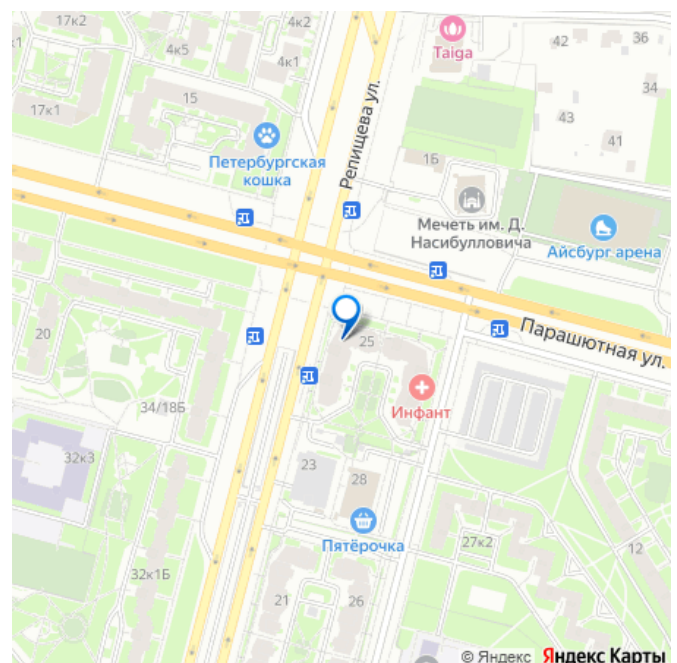 17к2
4к2
4к5
4к1
Taiga
42
36
34
15
17к1
43
41
Петербургская
кошка
Репищева ул.
16
Мечеть им. Д.
Насибулловича
Айсбург арена
Парашютная ул.
20
25
Инфант
34/18Б
32к3
23
28
Пятёрочка
27к2
12
32к1Б
21
26
© Яндекс Яндекс Карты